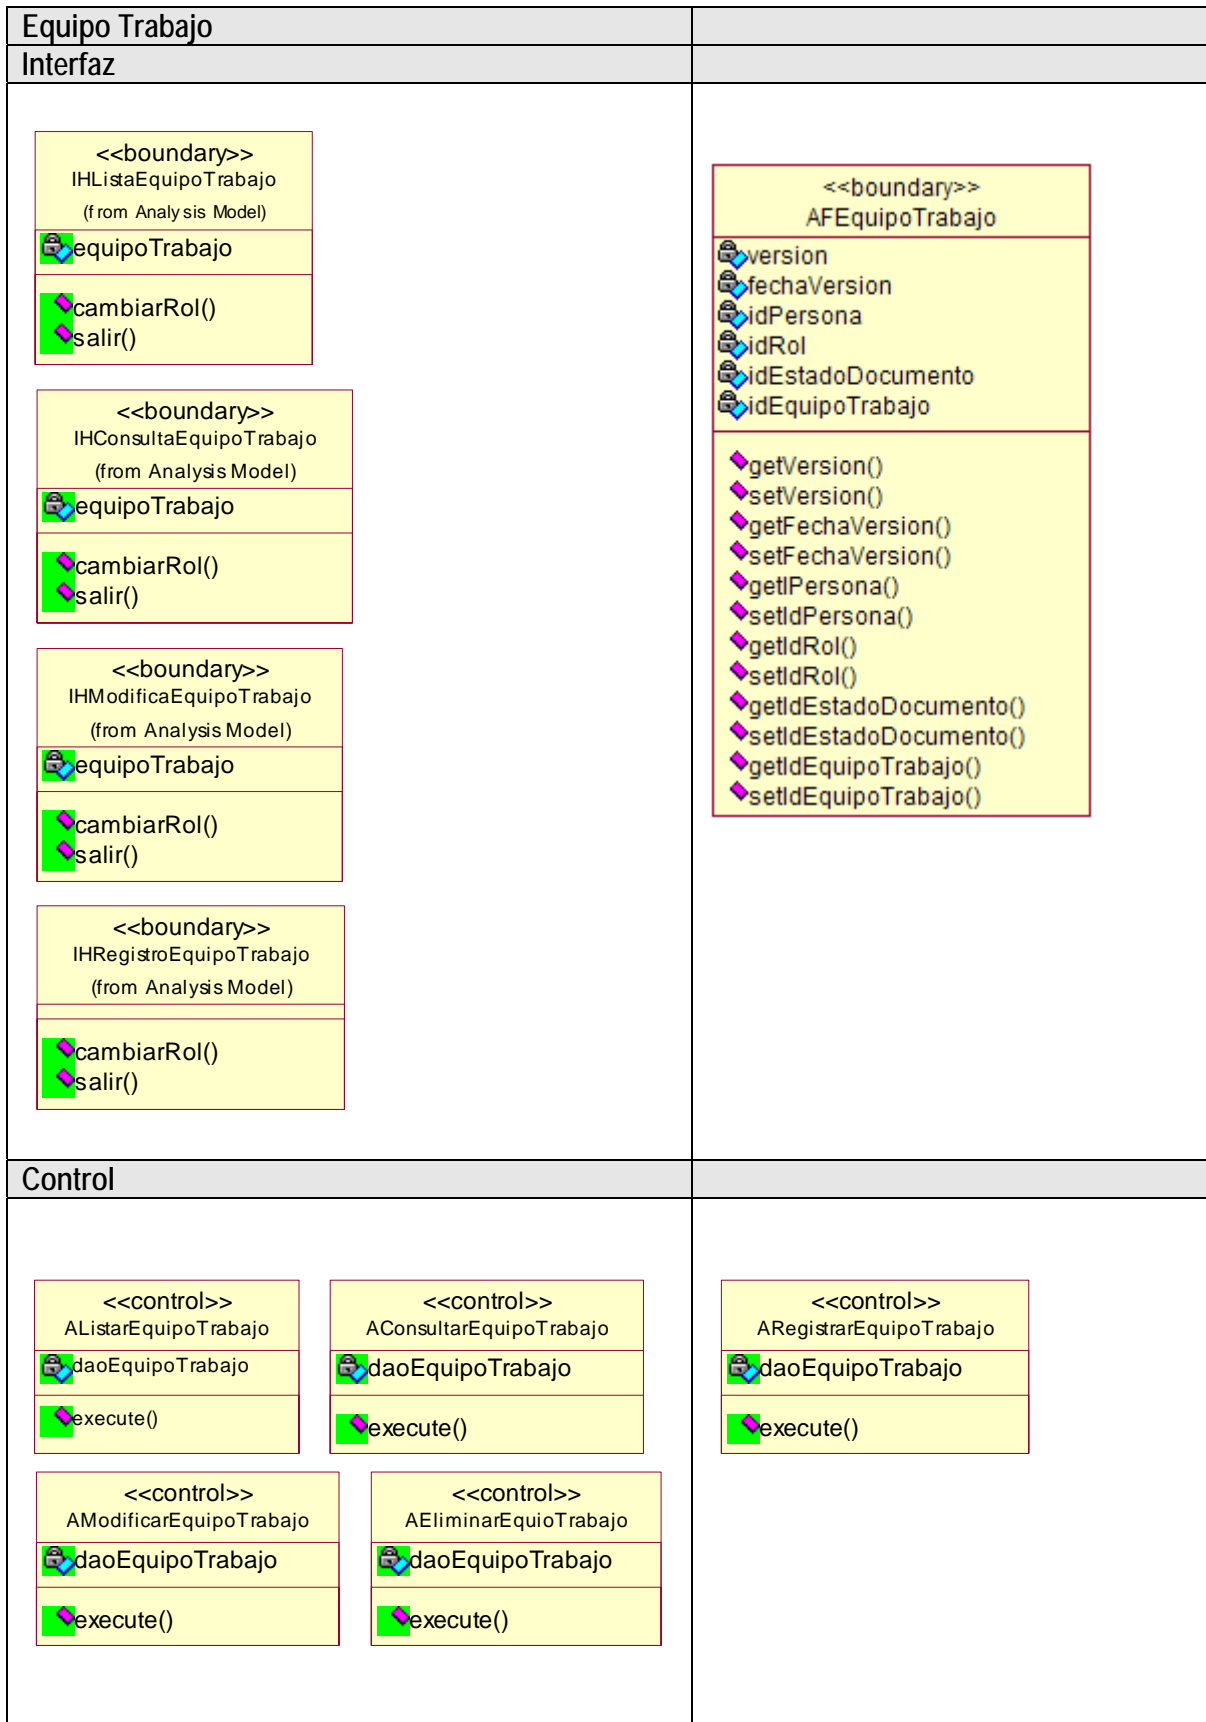 Equipo Trabajo
Interfaz
<<boundary>>
IHListaEquipoTrabajo
(from Analysis Model)
equipoTrabajo
cambiarRol()
salir()
<<boundary>>
IHConsultaEquipoTrabajo
(from Analysis Model)
equipoTrabajo
cambiarRol()
salir()
<<boundary>>
IHModificaEquipoTrabajo
(from Analysis Model)
equipoTrabajo
cambiarRol()
salir()
<<boundary>>
IHRegistroEquipoTrabajo
(from Analysis Model)
cambiarRol()
salir()
<<boundary>>
AFEquipoTrabajo
version
fechaVersion
idPersona
idRol
idEstadoDocumento
idEquipoTrabajo
getVersion()
setVersion()
getFechaVersion()
setFechaVersion()
getIPersona()
setIdPersona()
getIdRol()
setIdRol()
getIdEstadoDocumento()
setIdEstadoDocumento()
getIdEquipoTrabajo()
setIdEquipoTrabajo()
Control
<<control>>
AListarEquipoTrabajo
daoEquipoTrabajo
execute()
<<control>>
AConsultarEquipoTrabajo
daoEquipoTrabajo
execute()
<<control>>
ARegistrarEquipoTrabajo
daoEquipoTrabajo
execute()
<<control>>
AModificarEquipoTrabajo
daoEquipoTrabajo
execute()
<<control>>
AEliminarEquioTrabajo
daoEquipoTrabajo
execute()